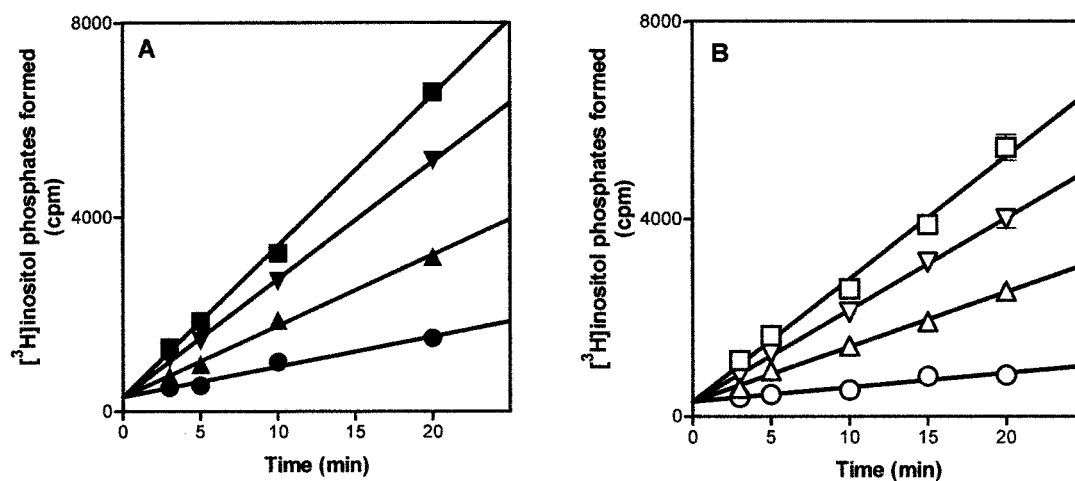 A
[³H]inositol phosphates formed
(cpm)
8000
4000
0
0 5 10 15 20
Time (min)
B
[³H]inositol phosphates formed
(cpm)
8000
4000
0
0 5 10 15 20
Time (min)